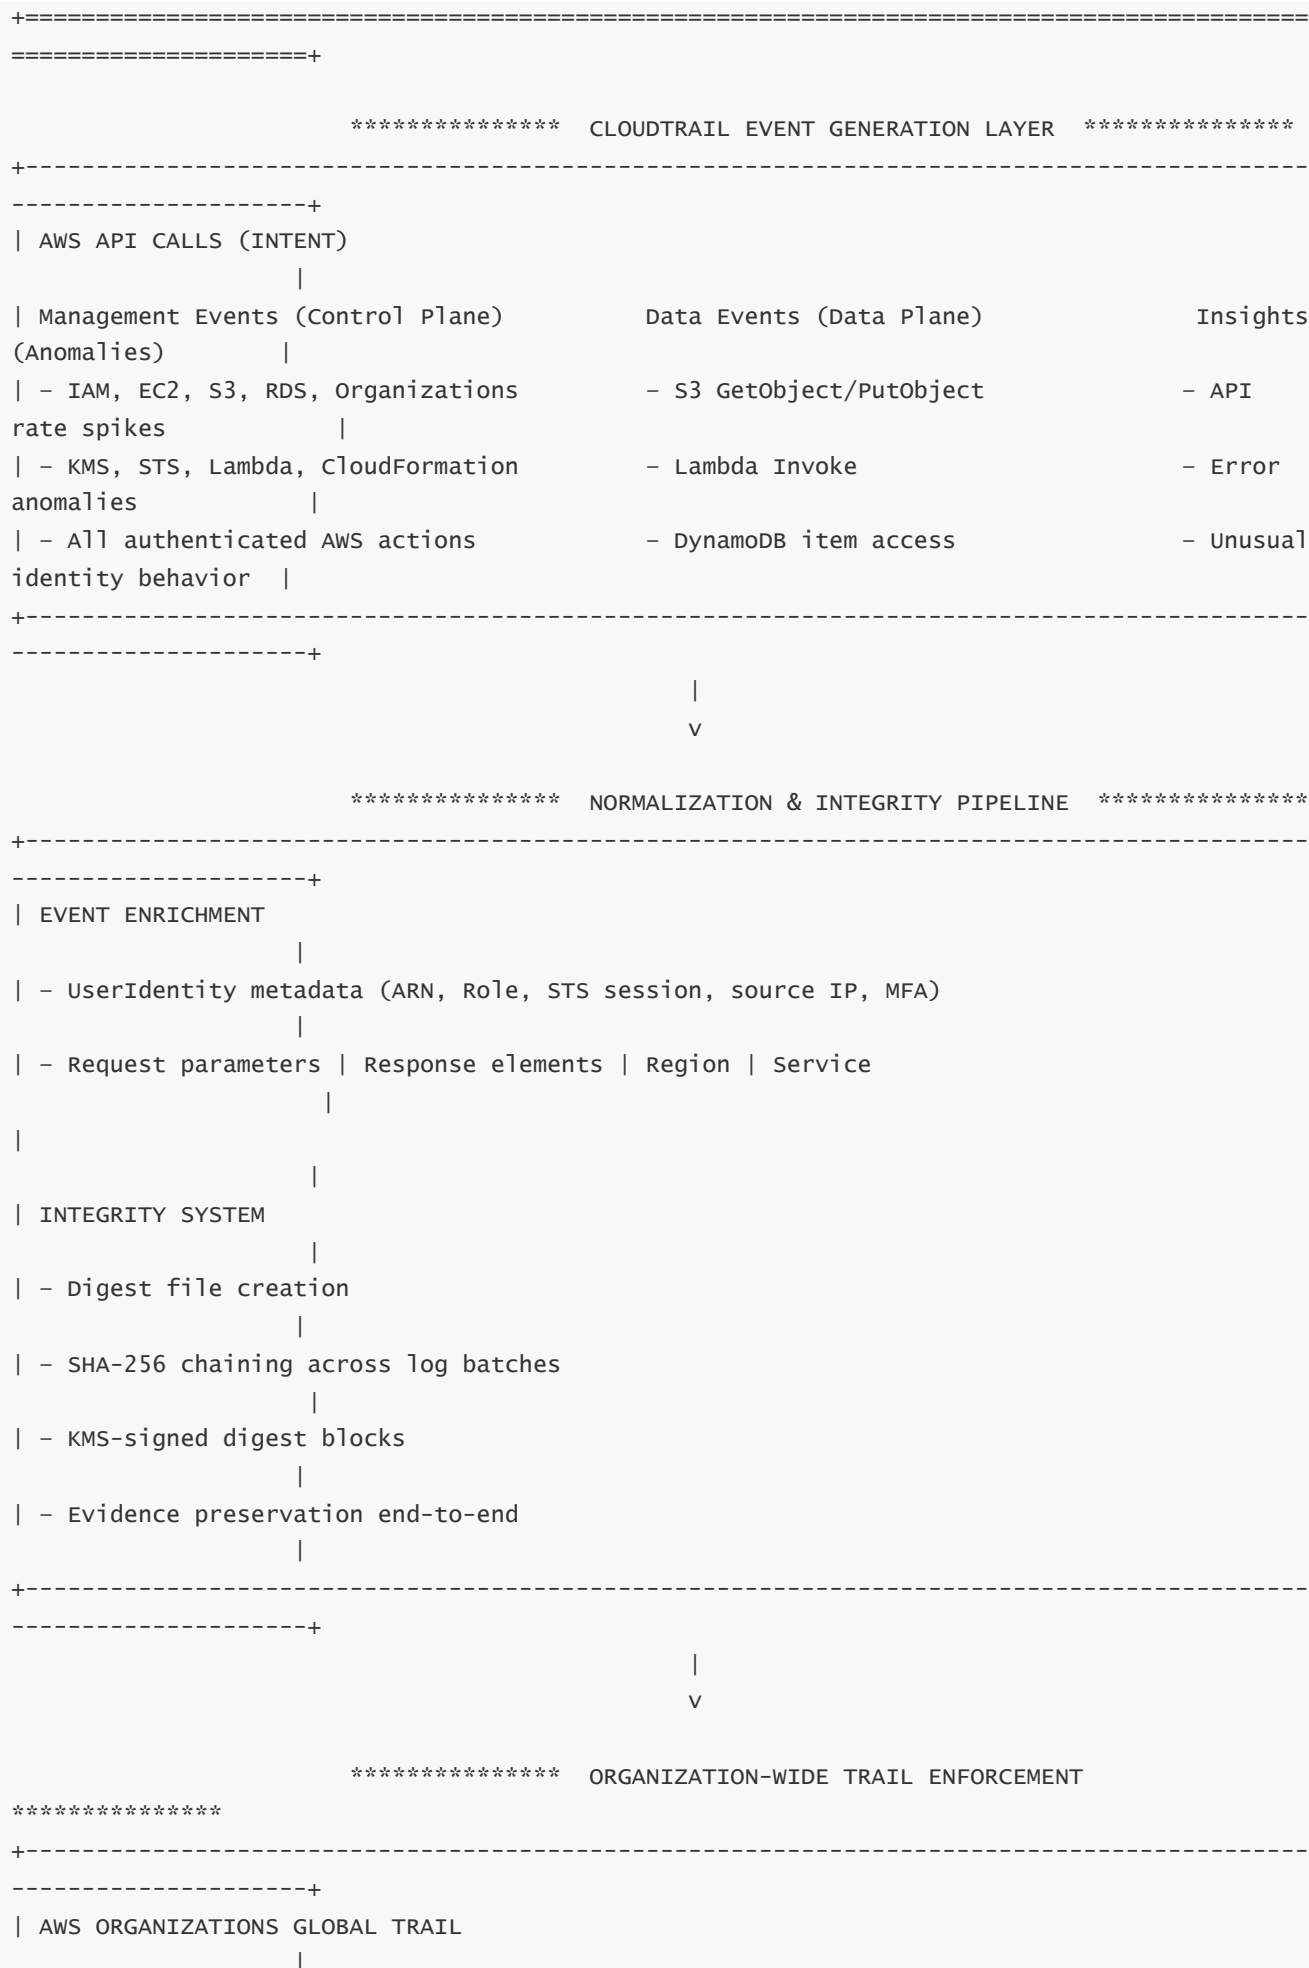 +===========================================================================================
=====================+
*************** CLOUDTRAIL EVENT GENERATION LAYER ***************
+-------------------------------------------------------------------------------------------
---------------------+
| AWS API CALLS (INTENT)
|
| Management Events (Control Plane) Data Events (Data Plane) Insights
(Anomalies) |
| – IAM, EC2, S3, RDS, Organizations – S3 GetObject/PutObject – API
rate spikes |
| – KMS, STS, Lambda, CloudFormation – Lambda Invoke – Error
anomalies |
| – All authenticated AWS actions – DynamoDB item access – Unusual
identity behavior |
+-------------------------------------------------------------------------------------------
---------------------+
|
v
*************** NORMALIZATION & INTEGRITY PIPELINE ***************
+-------------------------------------------------------------------------------------------
---------------------+
| EVENT ENRICHMENT
|
| – UserIdentity metadata (ARN, Role, STS session, source IP, MFA)
|
| – Request parameters | Response elements | Region | Service
|
|
|
| INTEGRITY SYSTEM
|
| – Digest file creation
|
| – SHA-256 chaining across log batches
|
| – KMS-signed digest blocks
|
| – Evidence preservation end-to-end
|
+-------------------------------------------------------------------------------------------
---------------------+
|
v
*************** ORGANIZATION-WIDE TRAIL ENFORCEMENT
***************
+-------------------------------------------------------------------------------------------
---------------------+
| AWS ORGANIZATIONS GLOBAL TRAIL
|